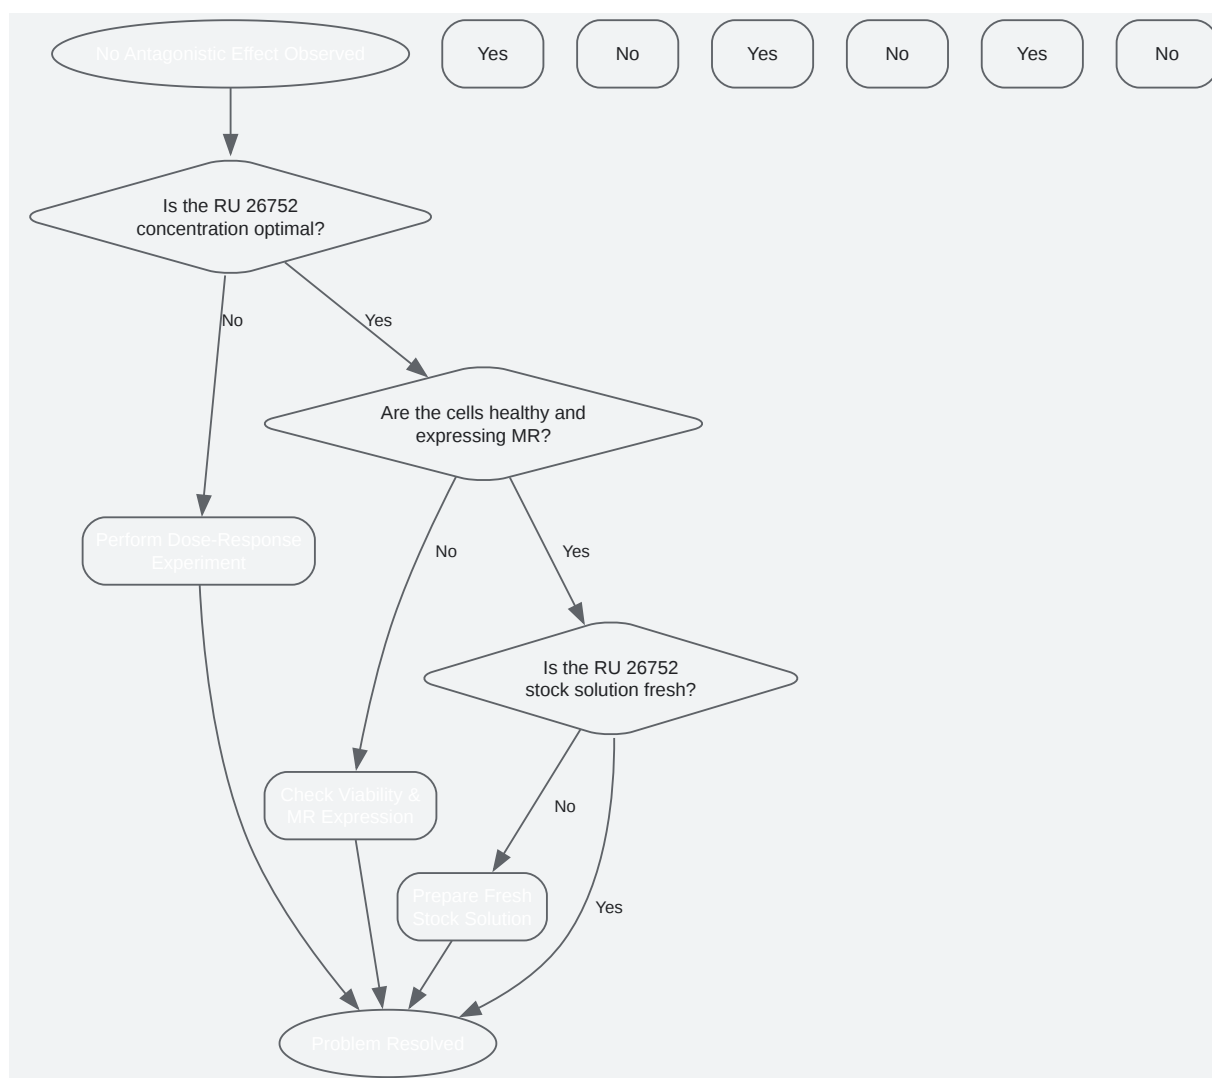 No Antagonistic Effect Observed
Yes
No
Yes
No
Yes
No
Is the RU 26752
concentration optimal?
No
Yes
Are the cells healthy and
expressing MR?
Perform Dose-Response
Experiment
No
Yes
Is the RU 26752
stock solution fresh?
Check Viability &
MR Expression
No
Prepare Fresh
Stock Solution
Yes
Problem Resolved